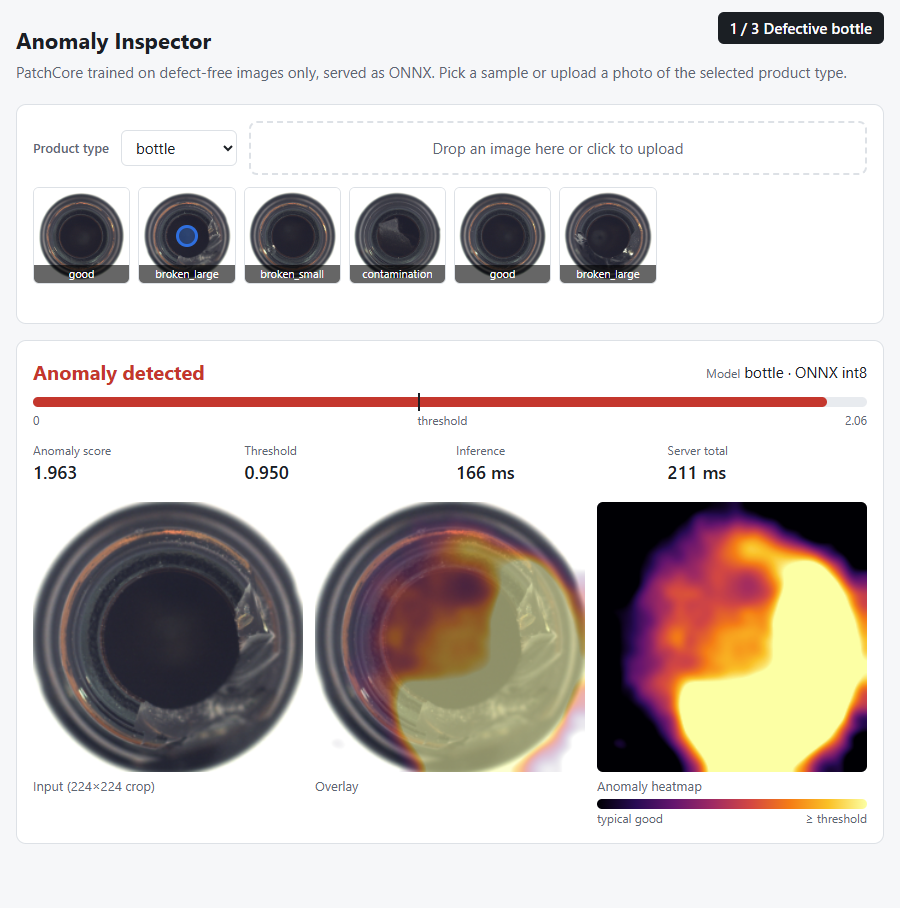 1 / 3 Defective bottle
Anomaly Inspector
PatchCore trained on defect-free images only, served as ONNX. Pick a sample or upload a photo of the selected product type.
Product type
bottle
Drop an image here or click to upload
good
broken_large
broken_small
contamination
good
broken_large
Anomaly detected
Model bottle · ONNX int8
0
threshold
2.06
Anomaly score
Threshold
Inference
Server total
1.963
0.950
166 ms
211 ms
Input (224×224 crop)
Overlay
Anomaly heatmap
typical good
≥ threshold